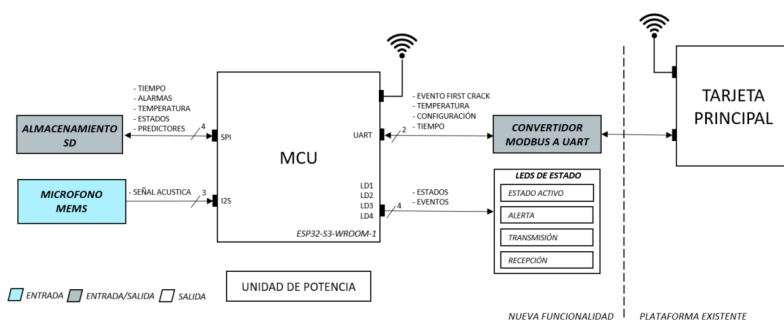 - TIEMPO
- ALARMAS
- TEMPERATURA
- ESTADOS
- PREDICTORES
ALMACENAMIENTO
SD
4
SPI
MICROFONO
MEMS
- SEÑAL ACUSTICA
3
I2S
MCU
UART
LD1
LD2
LD3
LD4
ESP32-S3-WROOM-1
- EVENTO FIRST CRACK
- TEMPERATURA
- CONFIGURACIÓN
- TIEMPO
2
CONVERTIDOR
MODBUS A UART
- ESTADOS
- EVENTOS
4
LEDS DE ESTADO
ESTADO ACTIVO
ALERTA
TRANSMISIÓN
RECEPCIÓN
TARJETA
PRINCIPAL
UNIDAD DE POTENCIA
ENTRADA
ENTRADA/SALIDA
SALIDA
NUEVA FUNCIONALIDAD
PLATAFORMA EXISTENTE